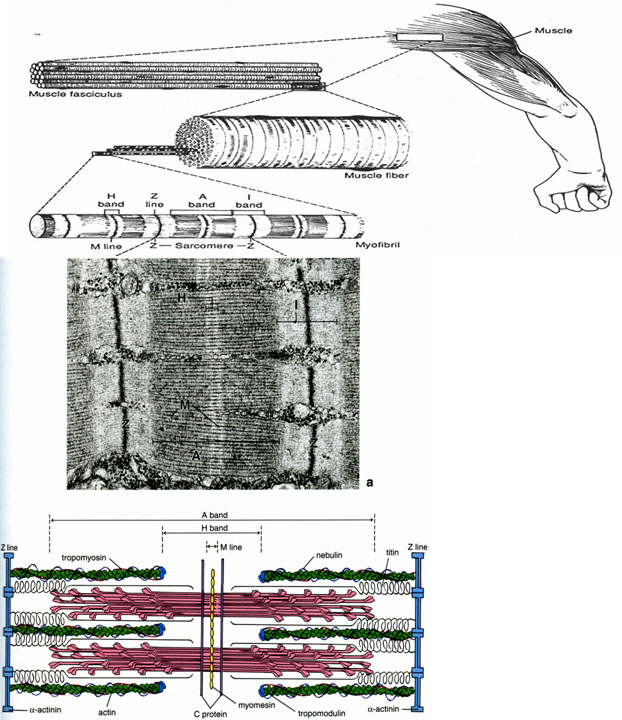 Muscle
Muscle fasciculus
Muscle fiber
H band
Z line
A band
I band
M line
Z — Sarcomere — Z
Myofibril
H
I
M
A
Z
a
A band
H band
Z line
M line
Z line
tropomyosin
nebulin
titin
α-actinin
actin
C protein
myomesin
tropomodulin
α-actinin